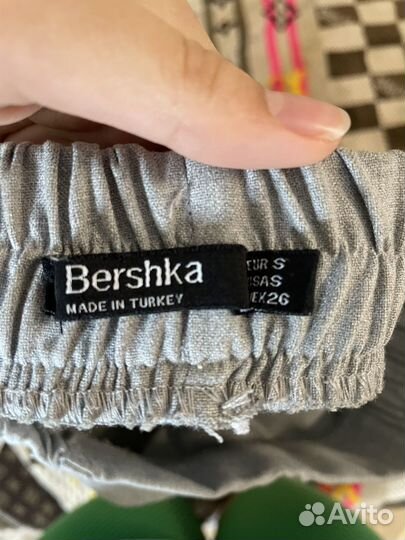 Bershka
MADE IN TURKEY
EUR S
USA S
MEX 26
Avito